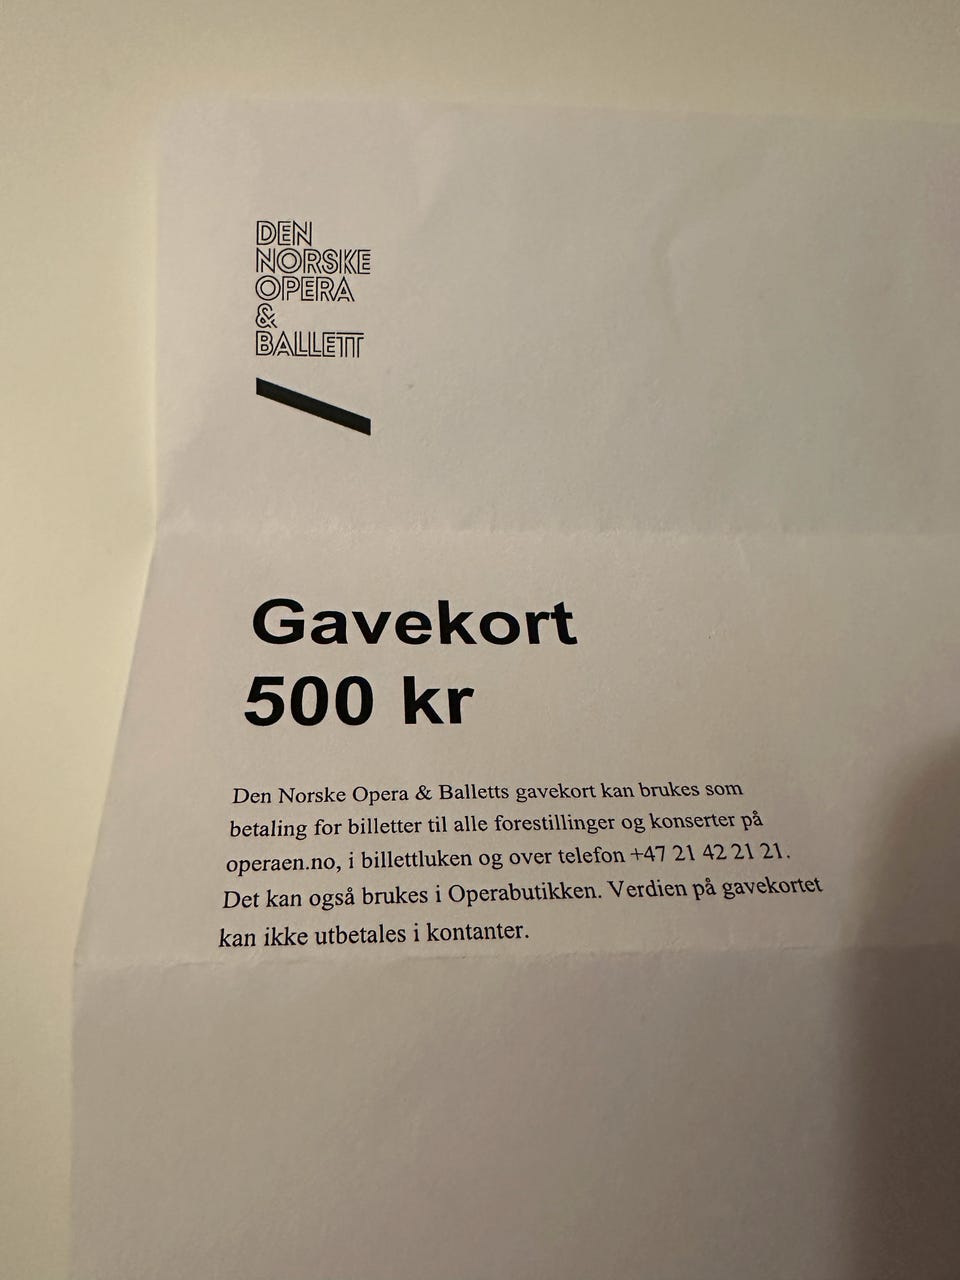 DEN
NORSKE
OPERA
&
BALLETT
Gavekort
500 kr
Den Norske Opera & Balletts gavekort kan brukes som
betaling for billetter til alle forestillinger og konserter på
operaen.no, i billettluken og over telefon +47 21 42 21 21.
Det kan også brukes i Operabutikken. Verdien på gavekortet
kan ikke utbetales i kontanter.